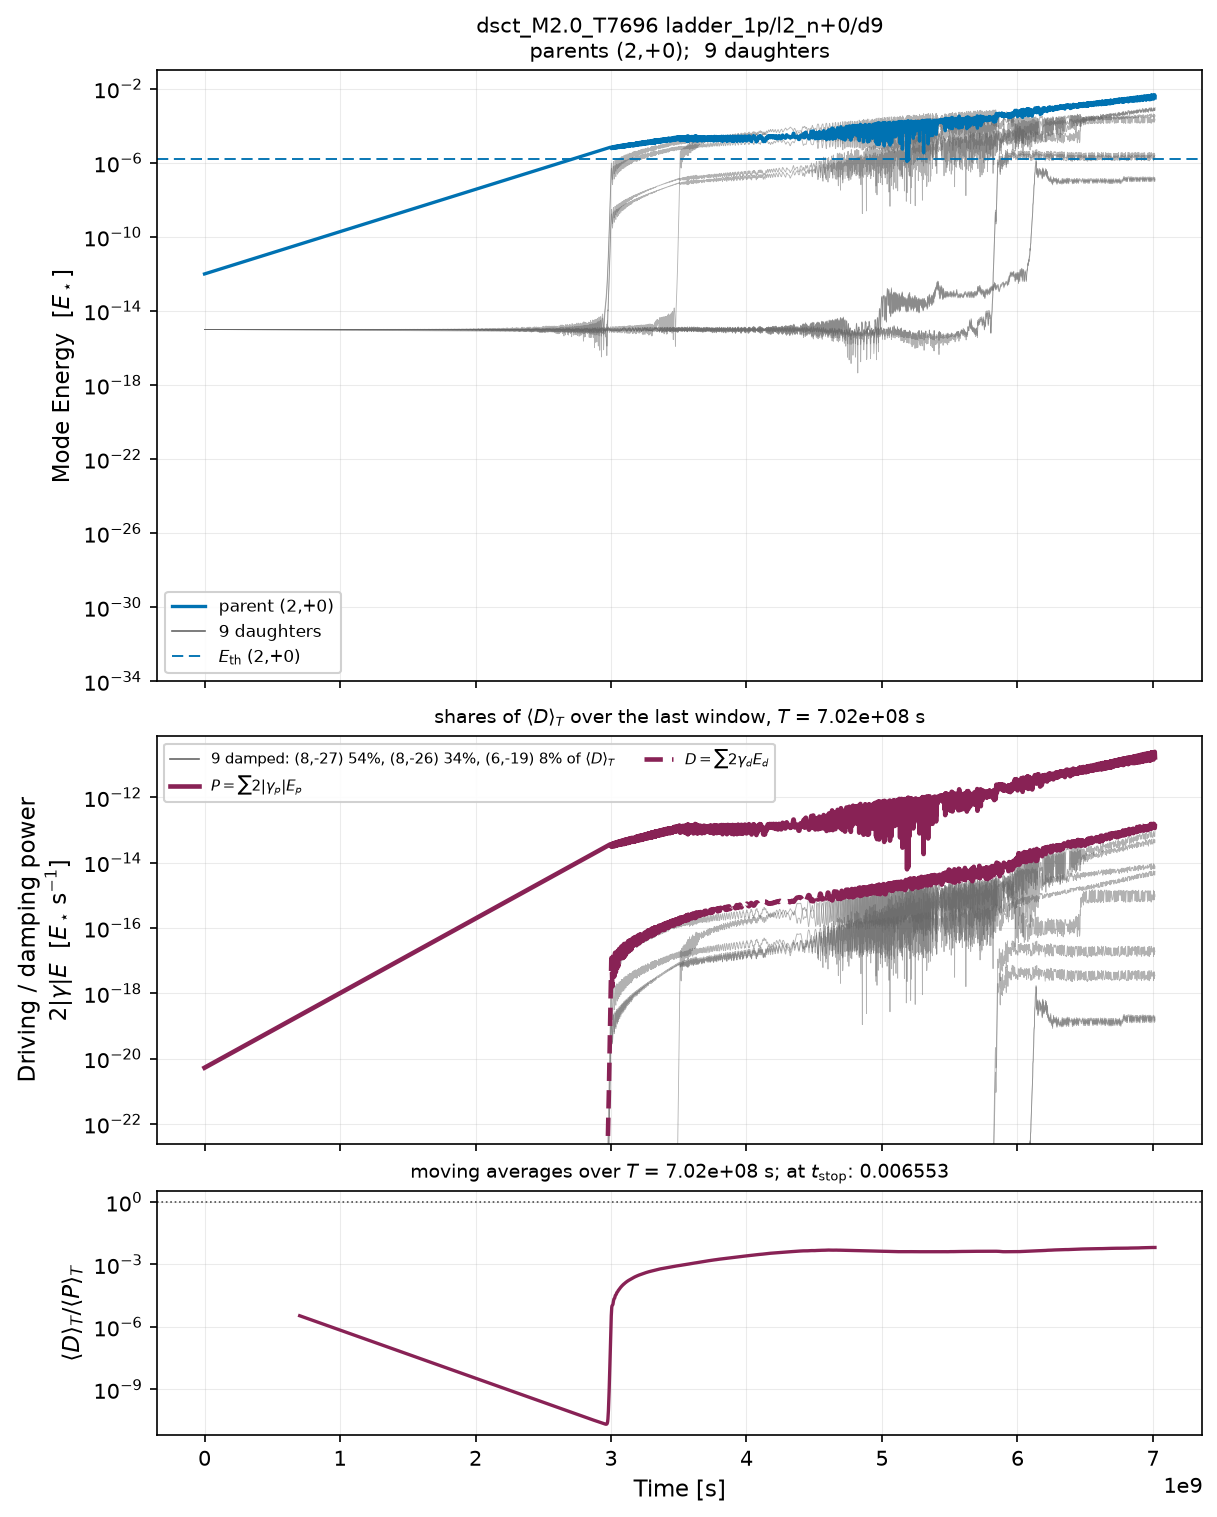 dsct_M2.0_T7696 ladder_1p/l2_n+0/d9
parents (2,+0);  9 daughters
Mode Energy  [E⋆]
10⁻²
10⁻⁶
10⁻¹⁰
10⁻¹⁴
10⁻¹⁸
10⁻²²
10⁻²⁶
10⁻³⁰
10⁻³⁴
parent (2,+0)
9 daughters
E_th (2,+0)
shares of ⟨D⟩_T over the last window, T = 7.02e+08 s
Driving / damping power
2|γ|E  [E⋆ s⁻¹]
10⁻¹²
10⁻¹⁴
10⁻¹⁶
10⁻¹⁸
10⁻²⁰
10⁻²²
9 damped: (8,-27) 54%, (8,-26) 34%, (6,-19) 8% of ⟨D⟩_T
P = ∑2|γ_p|E_p
D = ∑2γ_dE_d
moving averages over T = 7.02e+08 s; at t_stop: 0.006553
⟨D⟩_T/⟨P⟩_T
10⁰
10⁻³
10⁻⁶
10⁻⁹
0 1 2 3 4 5 6 7
Time [s]
1e9